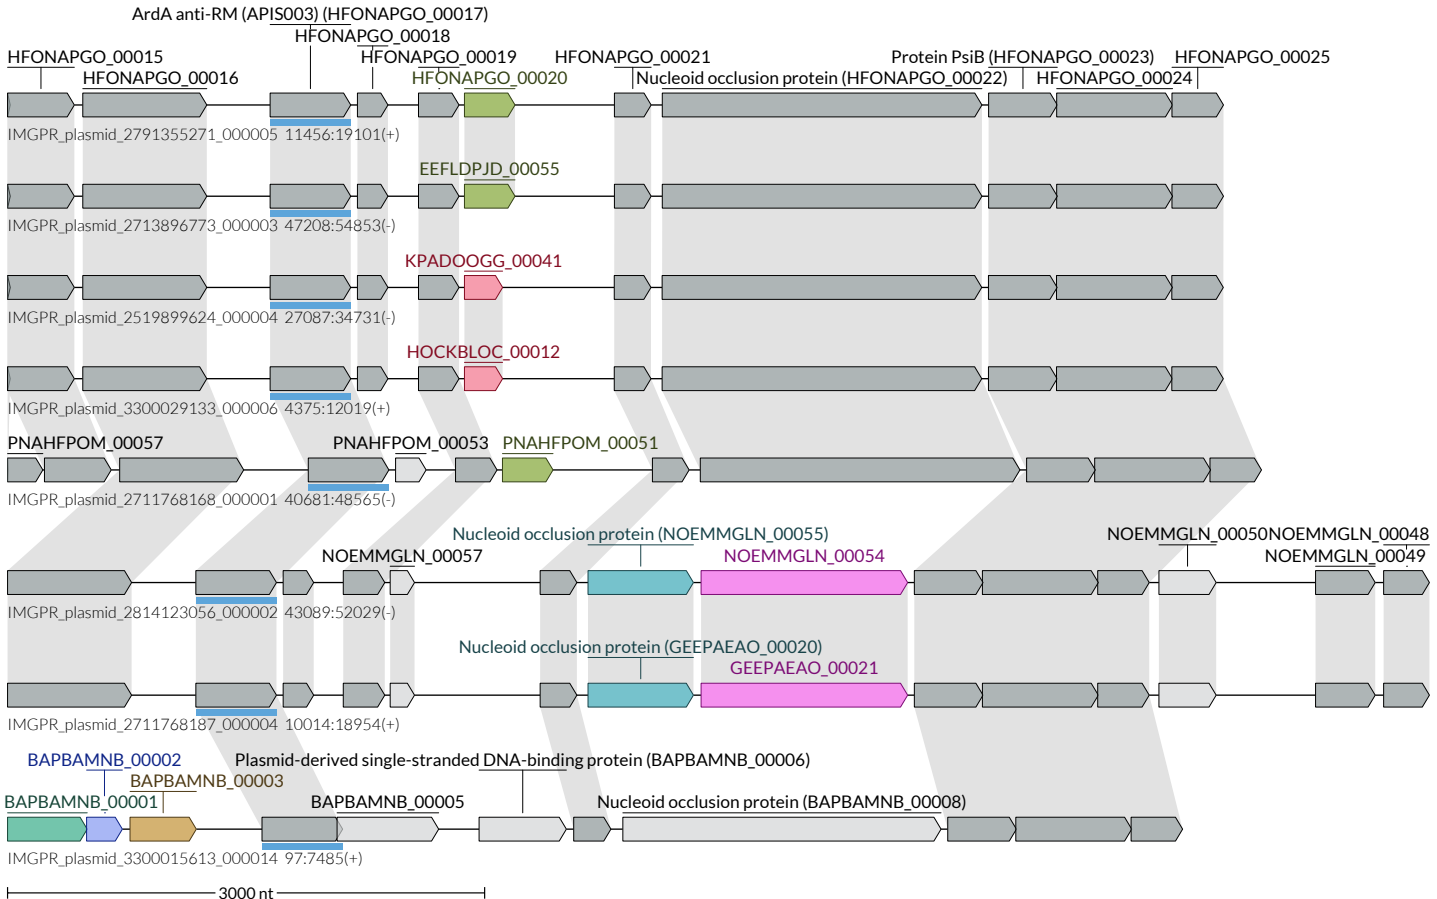 ArdA anti-RM (APIS003) (HFONAPGO_00017)
HFONAPGO_00018
HFONAPGO_00015 HFONAPGO_00019 HFONAPGO_00021 Protein PsiB (HFONAPGO_00023) HFONAPGO_00025
HFONAPGO_00016 HFONAPGO_00020 Nucleoid occlusion protein (HFONAPGO_00022) HFONAPGO_00024
IMGPR_plasmid_2791355271_000005 11456:19101(+)
EEFLDPJD_00055
IMGPR_plasmid_2713896773_000003 47208:54853(-)
KPADOOGG_00041
IMGPR_plasmid_2519899624_000004 27087:34731(-)
HOCKBLOC_00012
IMGPR_plasmid_3300029133_000006 4375:12019(+)
PNAHFPOM_00057 PNAHFPOM_00053 PNAHFPOM_00051
IMGPR_plasmid_2711768168_000001 40681:48565(-)
Nucleoid occlusion protein (NOEMMGLN_00055) NOEMMGLN_00050 NOEMMGLN_00048
NOEMMGLN_00057 NOEMMGLN_00054 NOEMMGLN_00049
IMGPR_plasmid_2814123056_000002 43089:52029(-)
Nucleoid occlusion protein (GEEPAEAO_00020)
GEEPAEAO_00021
IMGPR_plasmid_2711768187_000004 10014:18954(+)
BAPBAMNB_00002 Plasmid-derived single-stranded DNA-binding protein (BAPBAMNB_00006)
BAPBAMNB_00003
BAPBAMNB_00001 BAPBAMNB_00005 Nucleoid occlusion protein (BAPBAMNB_00008)
IMGPR_plasmid_3300015613_000014 97:7485(+)
3000 nt